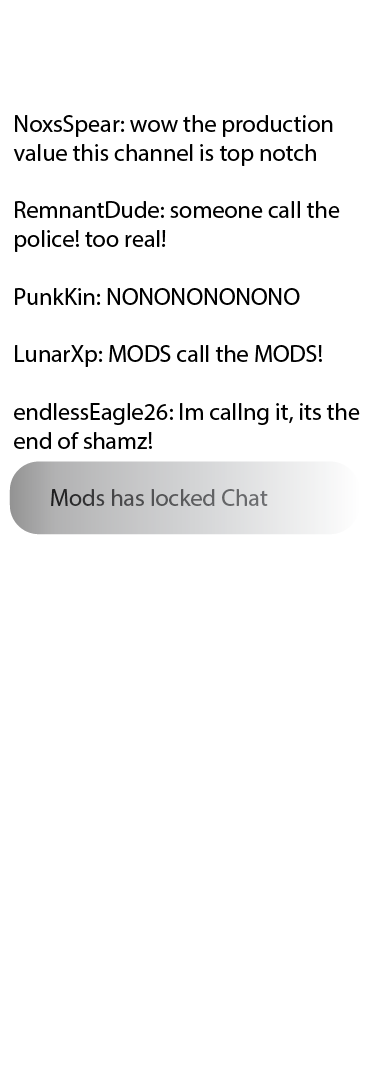 NoxsSpear: wow the production
value this channel is top notch
RemnantDude: someone call the
police! too real!
PunkKin: NONONONONONO
LunarXp: MODS call the MODS!
endlessEagle26: Im callng it, its the
end of shamz!
Mods has locked Chat